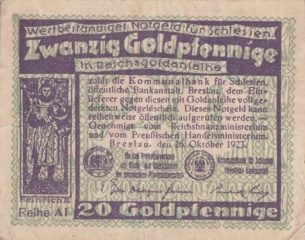 Wertbeständiges Notgeld für Schlesien
Zwanzig Goldpfennige
in Reichsgoldanleihe
zahlt die Kommunalbank für Schlesien,
öffentliche Bankanstalt, Breslau, dem Ein-
lieferer gegen diesen mit Goldanleihe vollge-
deckten Notgeldschein. Dieses Notgeld kann
reihenweise öffentlich aufgerufen werden. —
Genehmigt vom Reichsfinanzministerium
und vom Preußischen Handelsministerium.
Breslau, den 26. Oktober 1923.
Heinrich II.
Reihe A1
20 Goldpfennige